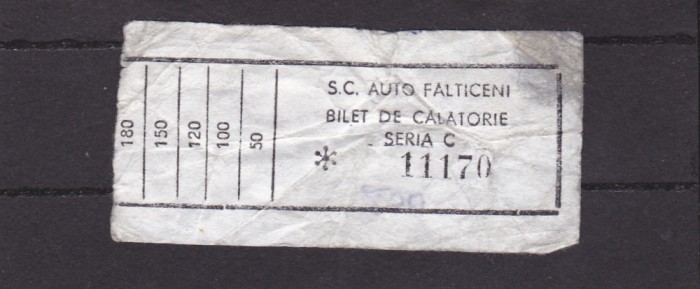 180
150
120
100
50
S.C. AUTO FALTICENI
BILET DE CALATORIE
SERIA C
* 11170